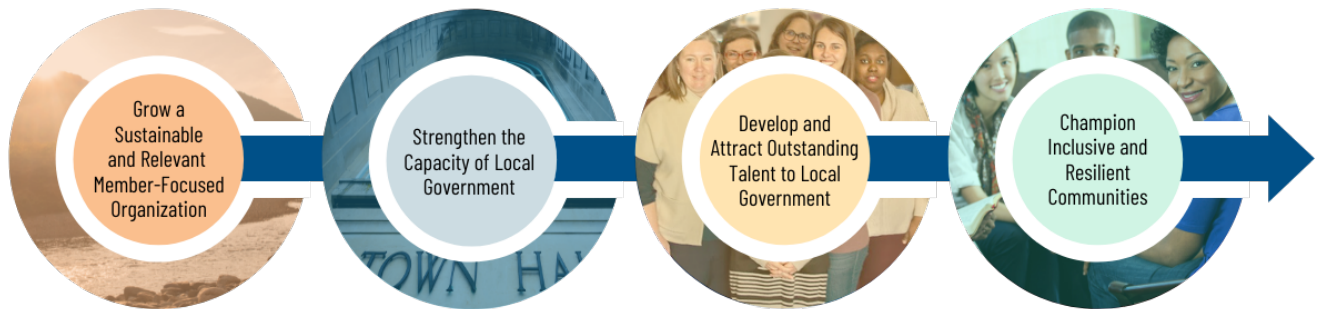 Grow a
Sustainable
and Relevant
Member-Focused
Organization
Strengthen the
Capacity of Local
Government
Develop and
Attract Outstanding
Talent to Local
Government
Champion
Inclusive and
Resilient
Communities
TOWN HA